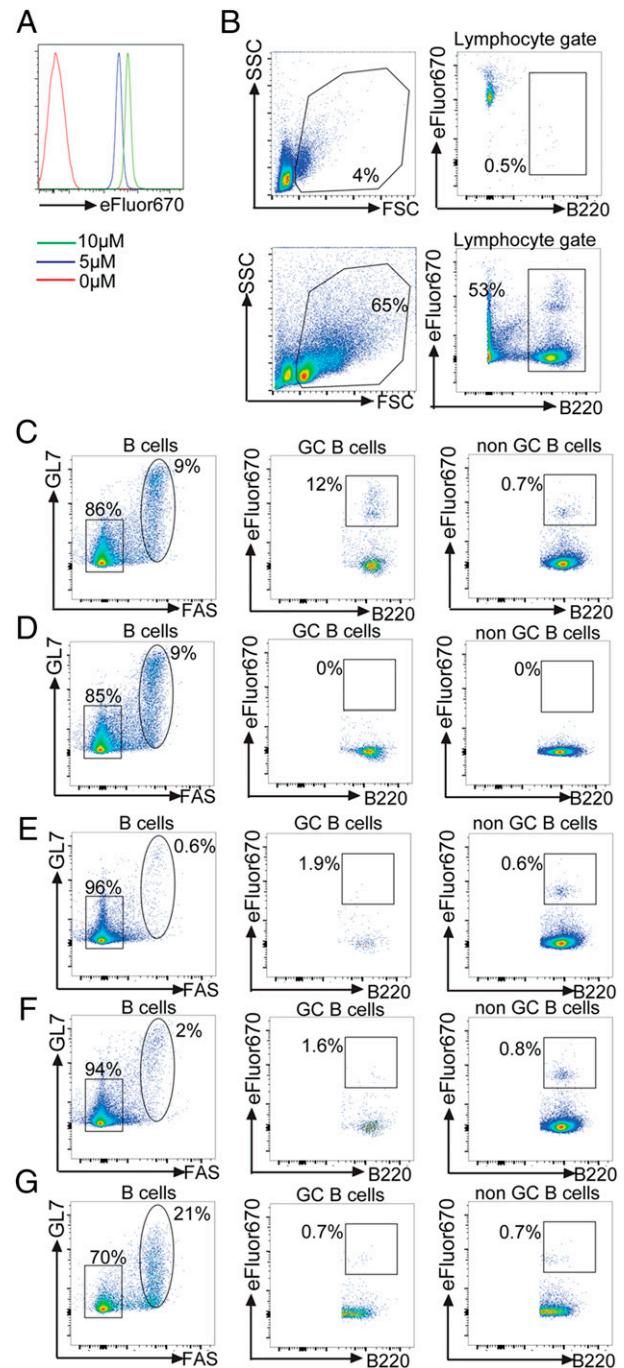 A
eFluor670
10µM
5µM
0µM
B
SSC
4%
FSC
Lymphocyte gate
eFluor670
0.5%
B220
SSC
65%
FSC
Lymphocyte gate
eFluor670
53%
B220
C
B cells
GL7
9%
86%
FAS
GC B cells
eFluor670
12%
B220
non GC B cells
eFluor670
0.7%
B220
D
B cells
GL7
9%
85%
FAS
GC B cells
eFluor670
0%
B220
non GC B cells
eFluor670
0%
B220
E
B cells
GL7
0.6%
96%
FAS
GC B cells
eFluor670
1.9%
B220
non GC B cells
eFluor670
0.6%
B220
F
B cells
GL7
2%
94%
FAS
GC B cells
eFluor670
1.6%
B220
non GC B cells
eFluor670
0.8%
B220
G
B cells
GL7
21%
70%
FAS
GC B cells
eFluor670
0.7%
B220
non GC B cells
eFluor670
0.7%
B220